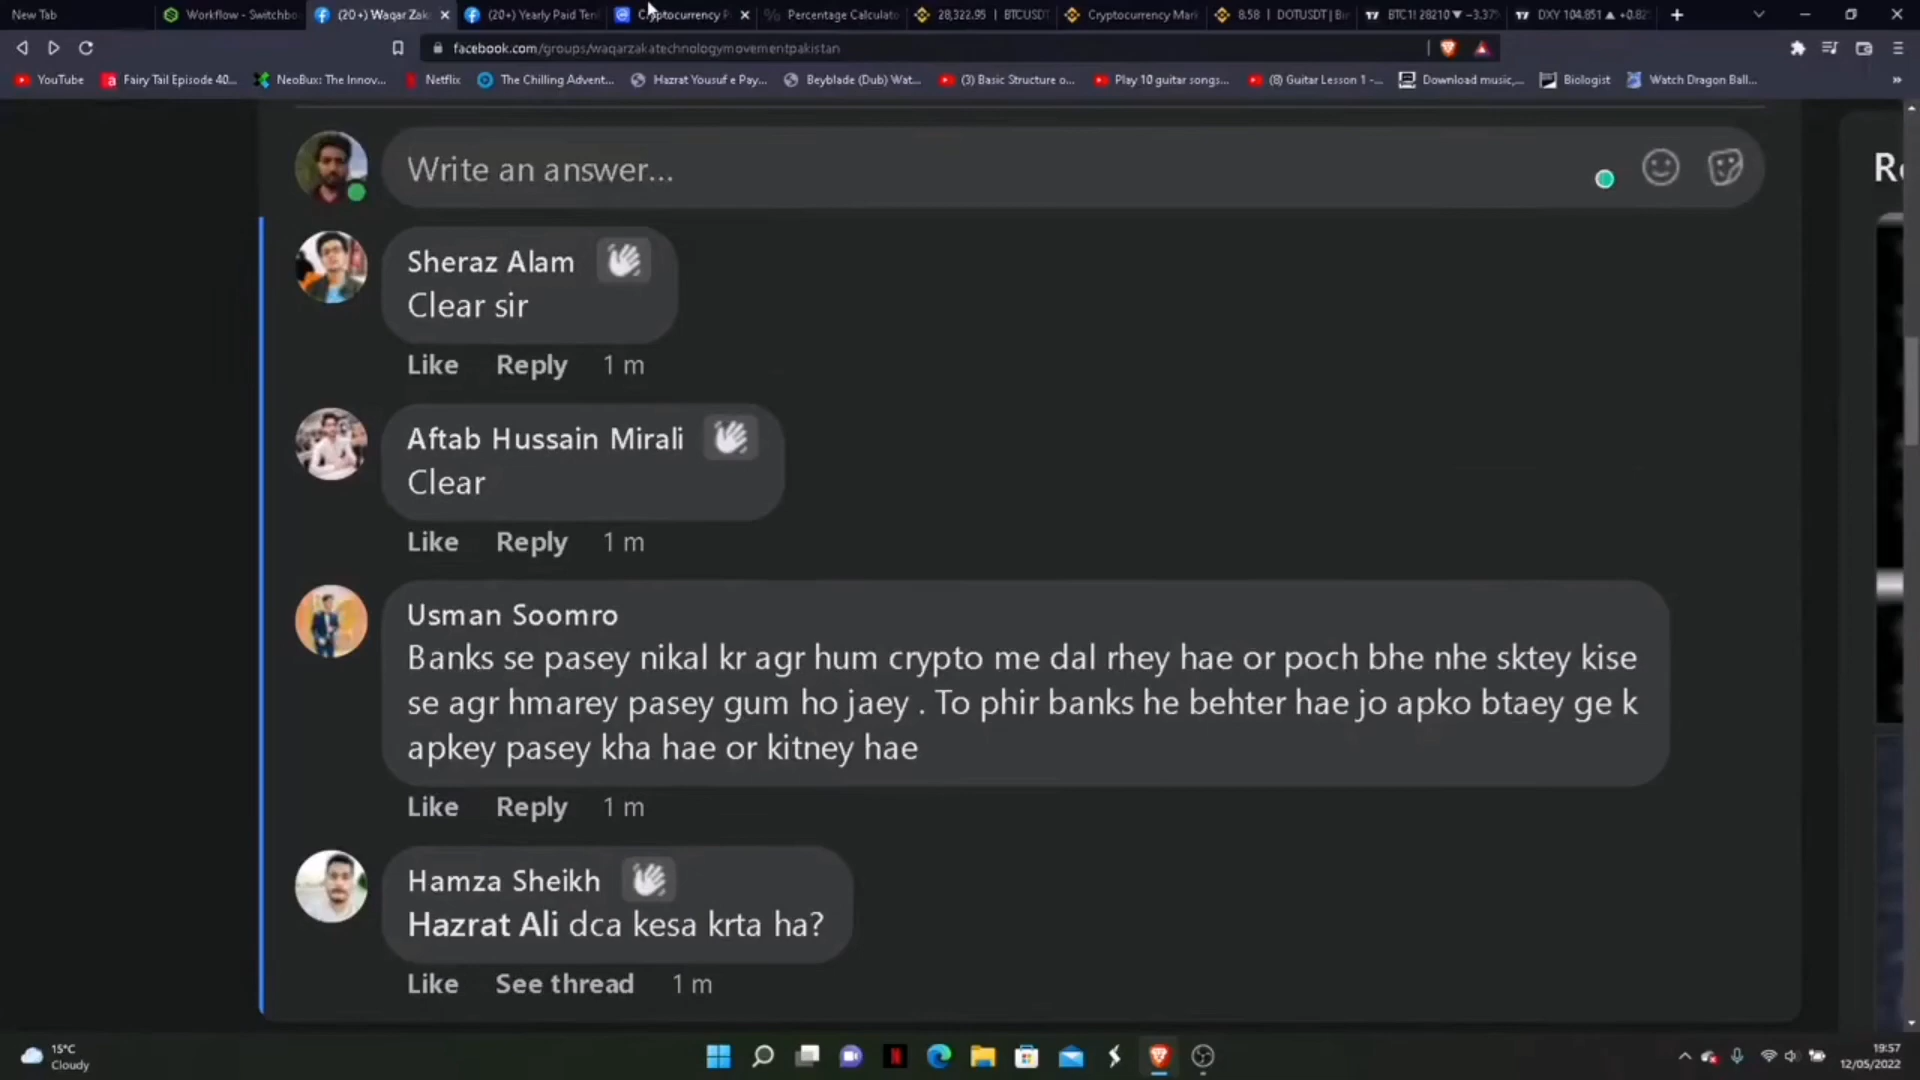 New Tab
Workflow - Switchbo
(20+) Waqar Zak
(20+) Yearly Paid Ten
Cryptocurrency P
Percentage Calculato
28,322.95 | BTCUSDT
Cryptocurrency Mar
8.58 | DOTUSDT | Bi
BTC1! 28210 ▼ −3.37%
DXY 104.851 ▲ +0.82
facebook.com/groups/waqarzakatechnologymovementpakistan
YouTube
Fairy Tail Episode 40...
NeoBux: The Innov...
Netflix
The Chilling Advent...
Hazrat Yousuf e Pay...
Beyblade (Dub) Wat...
(3) Basic Structure o...
Play 10 guitar songs...
(8) Guitar Lesson 1 -...
Download music,...
Biologist
Watch Dragon Ball...
Write an answer...
Sheraz Alam
Clear sir
Like Reply 1 m
Aftab Hussain Mirali
Clear
Like Reply 1 m
Usman Soomro
Banks se pasey nikal kr agr hum crypto me dal rhey hae or poch bhe nhe sktey kise
se agr hmarey pasey gum ho jaey . To phir banks he behter hae jo apko btaey ge k
apkey pasey kha hae or kitney hae
Like Reply 1 m
Hamza Sheikh
Hazrat Ali dca kesa krta ha?
Like See thread 1 m
15°C
Cloudy
19:57
12/05/2022